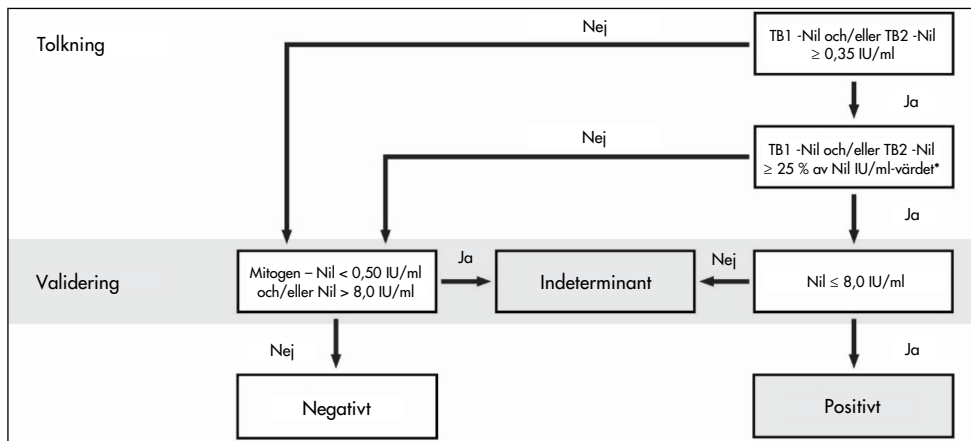 Tolkning
Nej
TB1 -Nil och/eller TB2 -Nil
≥ 0,35 IU/ml
Ja
Nej
TB1 -Nil och/eller TB2 -Nil
≥ 25 % av Nil IU/ml-värdet*
Ja
Validering
Mitogen – Nil < 0,50 IU/ml
och/eller Nil > 8,0 IU/ml
Ja
Indeterminant
Nej
Nil ≤ 8,0 IU/ml
Nej
Ja
Negativt
Positivt